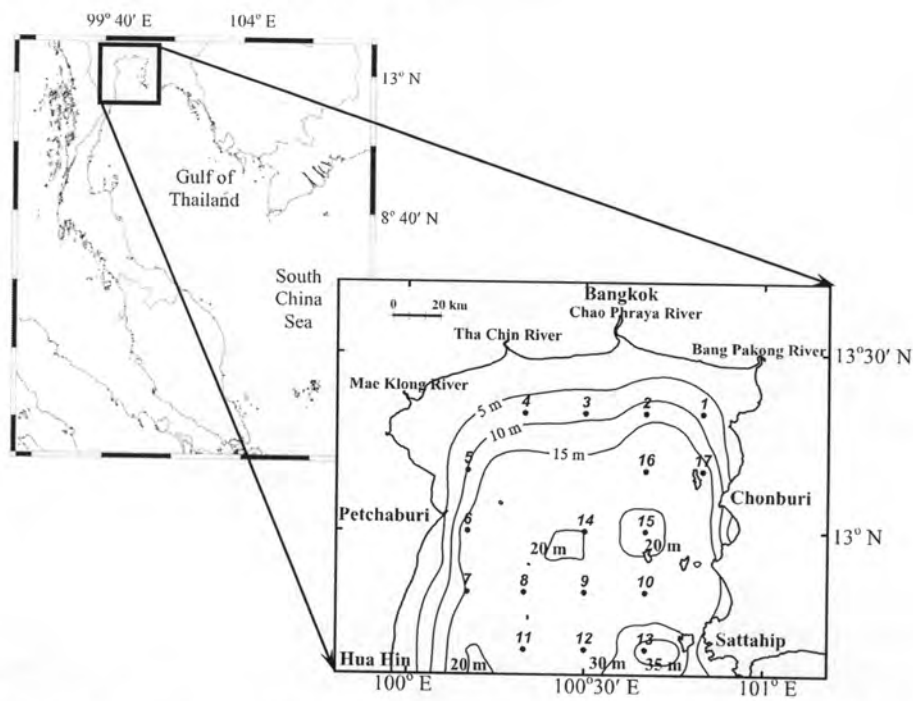 99° 40′ E
104° E
13° N
Gulf of
Thailand
8° 40′ N
South
China
Sea
0 20 km
Bangkok
Chao Phraya River
Tha Chin River
Bang Pakong River
13°30′ N
Mae Klong River
5 m
4
3
2
1
10 m
15 m
5
16
17
Chonburi
Petchaburi
6
14
15
13° N
20 m
20 m
7
8
9
10
11
12
13
Sattahip
Hua Hin
20 m
30 m
35 m
100° E
100°30′ E
101° E